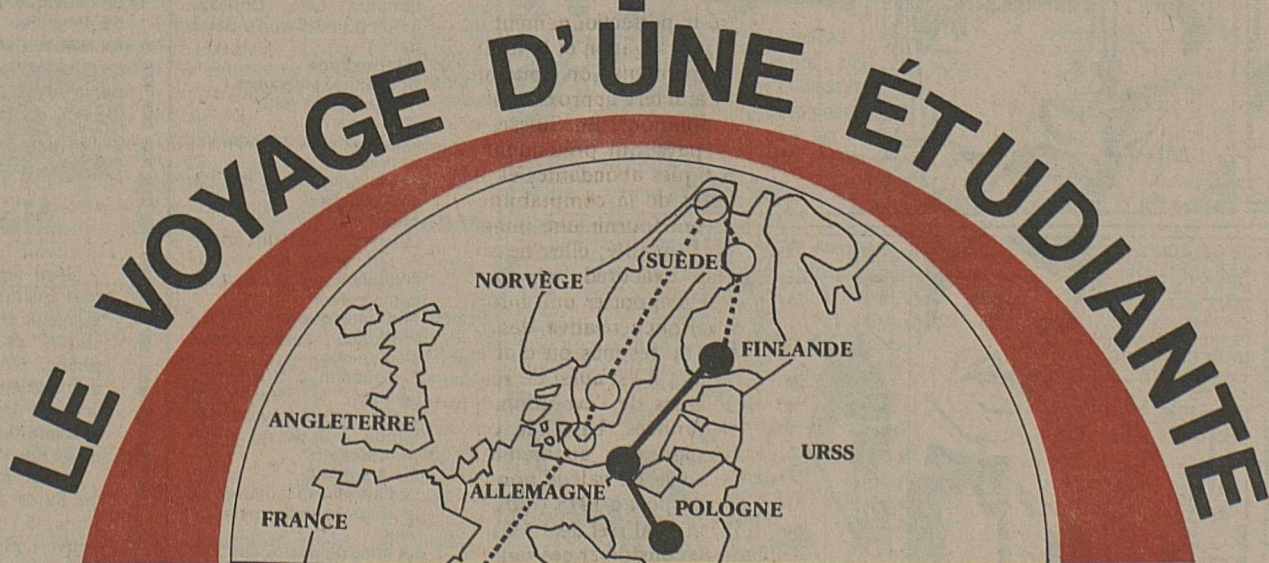 LE VOYAGE D'UNE ÉTUDIANTE
SUÈDE
NORVÈGE
FINLANDE
ANGLETERRE
URSS
ALLEMAGNE
POLOGNE
FRANCE